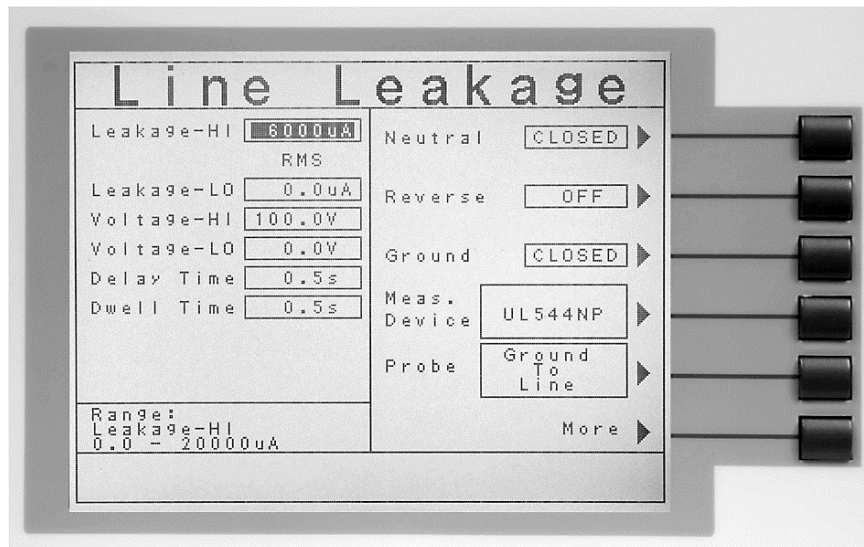 Line Leakage
Leakage-HI 6000uA
RMS
Leakage-LO 0.0uA
Voltage-HI 100.0V
Voltage-LO 0.0V
Delay Time 0.5s
Dwell Time 0.5s
Range:
Leakage-HI
0.0 - 20000uA
Neutral CLOSED
Reverse OFF
Ground CLOSED
Meas.
Device UL544NP
Probe Ground
To
Line
More